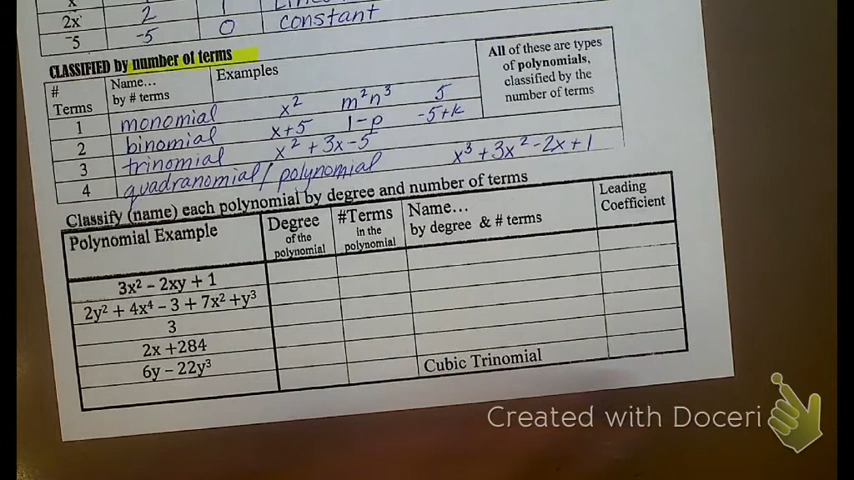 x 1
2x 2 1
-5 -5 0 constant
CLASSIFIED by number of terms
# Terms Name... by # terms Examples
All of these are types of polynomials, classified by the number of terms
1 monomial x² m²n³ 5
2 binomial x+5 1-p -5+k
3 trinomial x² + 3x - 5
4 quadranomial / polynomial x³ + 3x² - 2x + 1
Classify (name) each polynomial by degree and number of terms
Polynomial Example Degree of the polynomial #Terms in the polynomial Name... by degree & # terms Leading Coefficient
3x² – 2xy + 1
2y² + 4x⁴ – 3 + 7x² +y³
3
2x +284
6y – 22y³
Cubic Trinomial
Created with Doceri